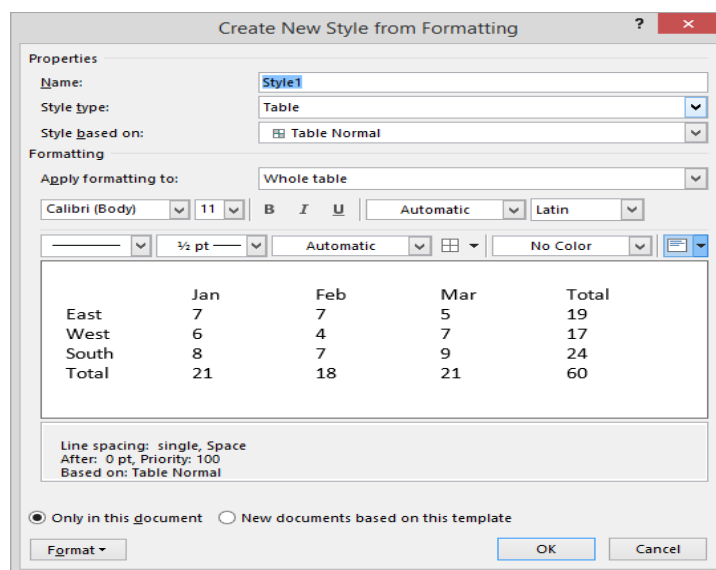 Create New Style from Formatting ? ×
Properties
Name: Style1
Style type: Table
Style based on: Table Normal
Formatting
Apply formatting to: Whole table
Calibri (Body) 11 B I U Automatic Latin
½ pt Automatic No Color
Jan Feb Mar Total
East 7 7 5 19
West 6 4 7 17
South 8 7 9 24
Total 21 18 21 60
Line spacing: single, Space
After: 0 pt, Priority: 100
Based on: Table Normal
Only in this document New documents based on this template
Format OK Cancel